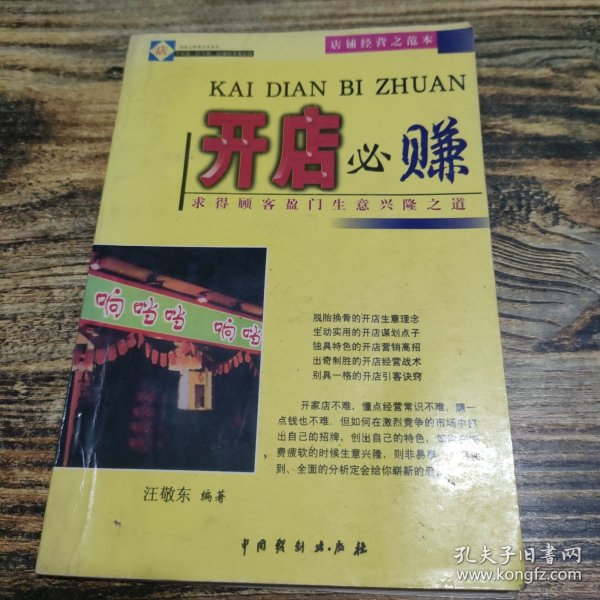 店
店铺经营之范本
KAI DIAN BI ZHUAN
开店必赚
求得顾客盈门生意兴隆之道
响当当 响当
脱胎换骨的开店生意理念
生动实用的开店谋划点子
独具特色的开店营销高招
出奇制胜的开店经营战术
别具一格的开店引客诀窍
开家店不难,懂点经营常识不难,赚一
点钱也不难,但如何在激烈竞争的市场中打
出自己的招牌,创出自己的特色,
费疲软的时候生意兴隆,则非易
到、全面的分析定会给你崭新的启
汪敬东 编著
中国戏剧出版社
孔夫子旧书网
www.kongfz.com